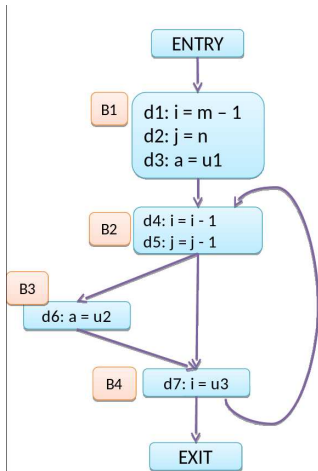 ENTRY
B1
d1: i = m – 1
d2: j = n
d3: a = u1
B2
d4: i = i - 1
d5: j = j - 1
B3
d6: a = u2
B4
d7: i = u3
EXIT